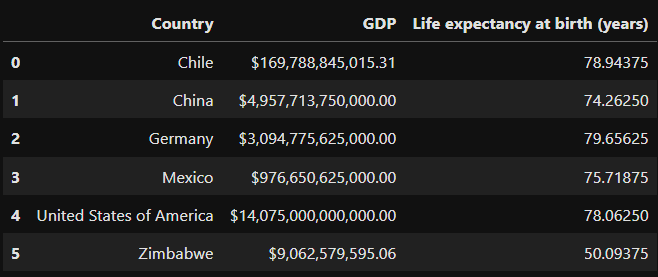 Country GDP Life expectancy at birth (years)
0 Chile $169,788,845,015.31 78.94375
1 China $4,957,713,750,000.00 74.26250
2 Germany $3,094,775,625,000.00 79.65625
3 Mexico $976,650,625,000.00 75.71875
4 United States of America $14,075,000,000,000.00 78.06250
5 Zimbabwe $9,062,579,595.06 50.09375